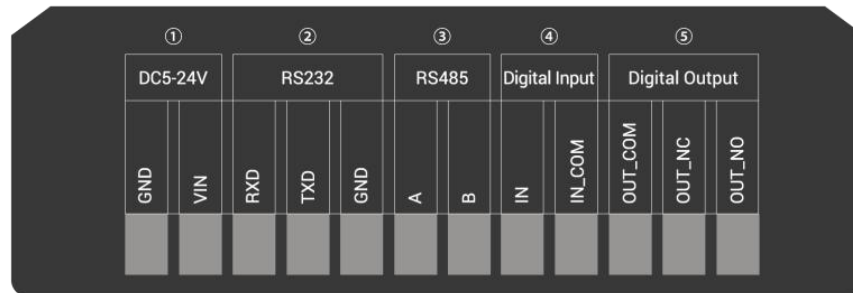 ① ② ③ ④ ⑤
DC5-24V RS232 RS485 Digital Input Digital Output
GND VIN RXD TXD GND A B IN IN_COM OUT_COM OUT_NC OUT_NO